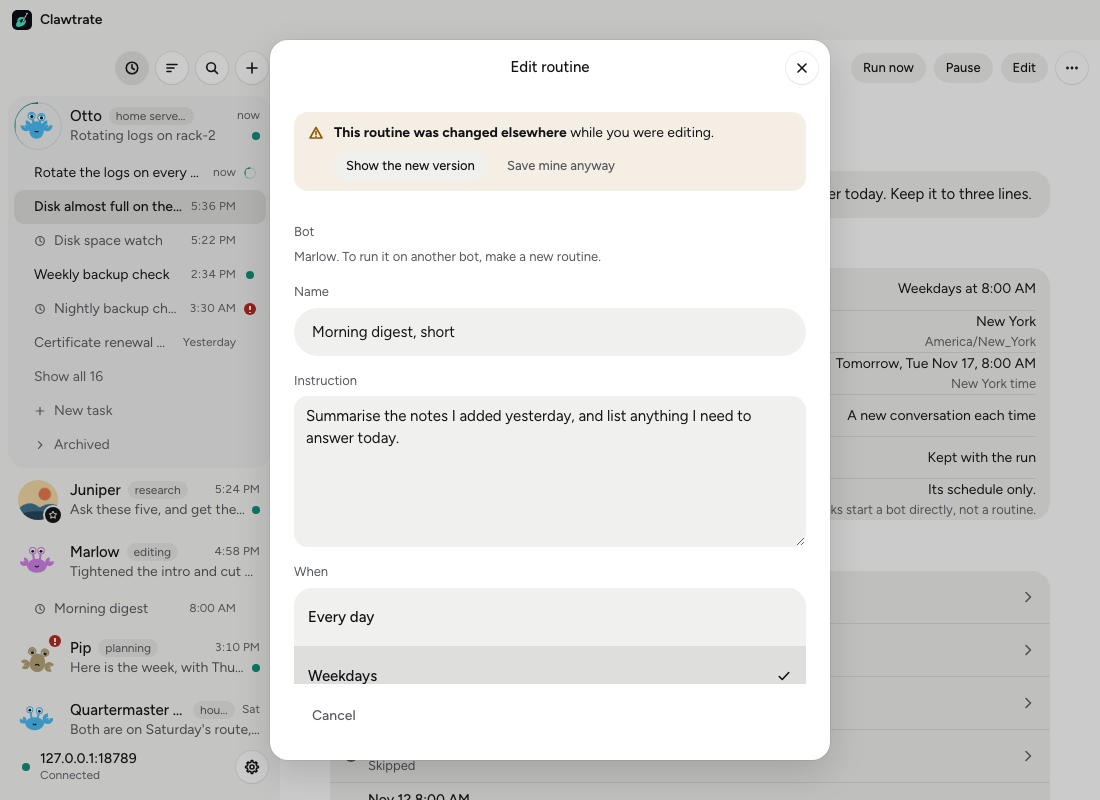 Clawtrate
Otto
home serve…
now
Rotating logs on rack-2
Rotate the logs on every …
now
Disk almost full on the…
5:36 PM
Disk space watch
5:22 PM
Weekly backup check
2:34 PM
Nightly backup ch…
3:30 AM
Certificate renewal …
Yesterday
Show all 16
New task
Archived
Juniper
research
5:24 PM
Ask these five, and get the…
Marlow
editing
4:58 PM
Tightened the intro and cut …
Morning digest
8:00 AM
Pip
planning
3:10 PM
Here is the week, with Thu…
Quartermaster …
hou…
Sat
Both are on Saturday's route,…
127.0.0.1:18789
Connected
Edit routine
This routine was changed elsewhere while you were editing.
Show the new version
Save mine anyway
Bot
Marlow. To run it on another bot, make a new routine.
Name
Morning digest, short
Instruction
Summarise the notes I added yesterday, and list anything I need to
answer today.
When
Every day
Weekdays
Cancel
Run now
Pause
Edit
er today. Keep it to three lines.
Weekdays at 8:00 AM
New York
America/New_York
Tomorrow, Tue Nov 17, 8:00 AM
New York time
A new conversation each time
Kept with the run
Its schedule only.
ks start a bot directly, not a routine.
Skipped
Nov 12 8:00 AM